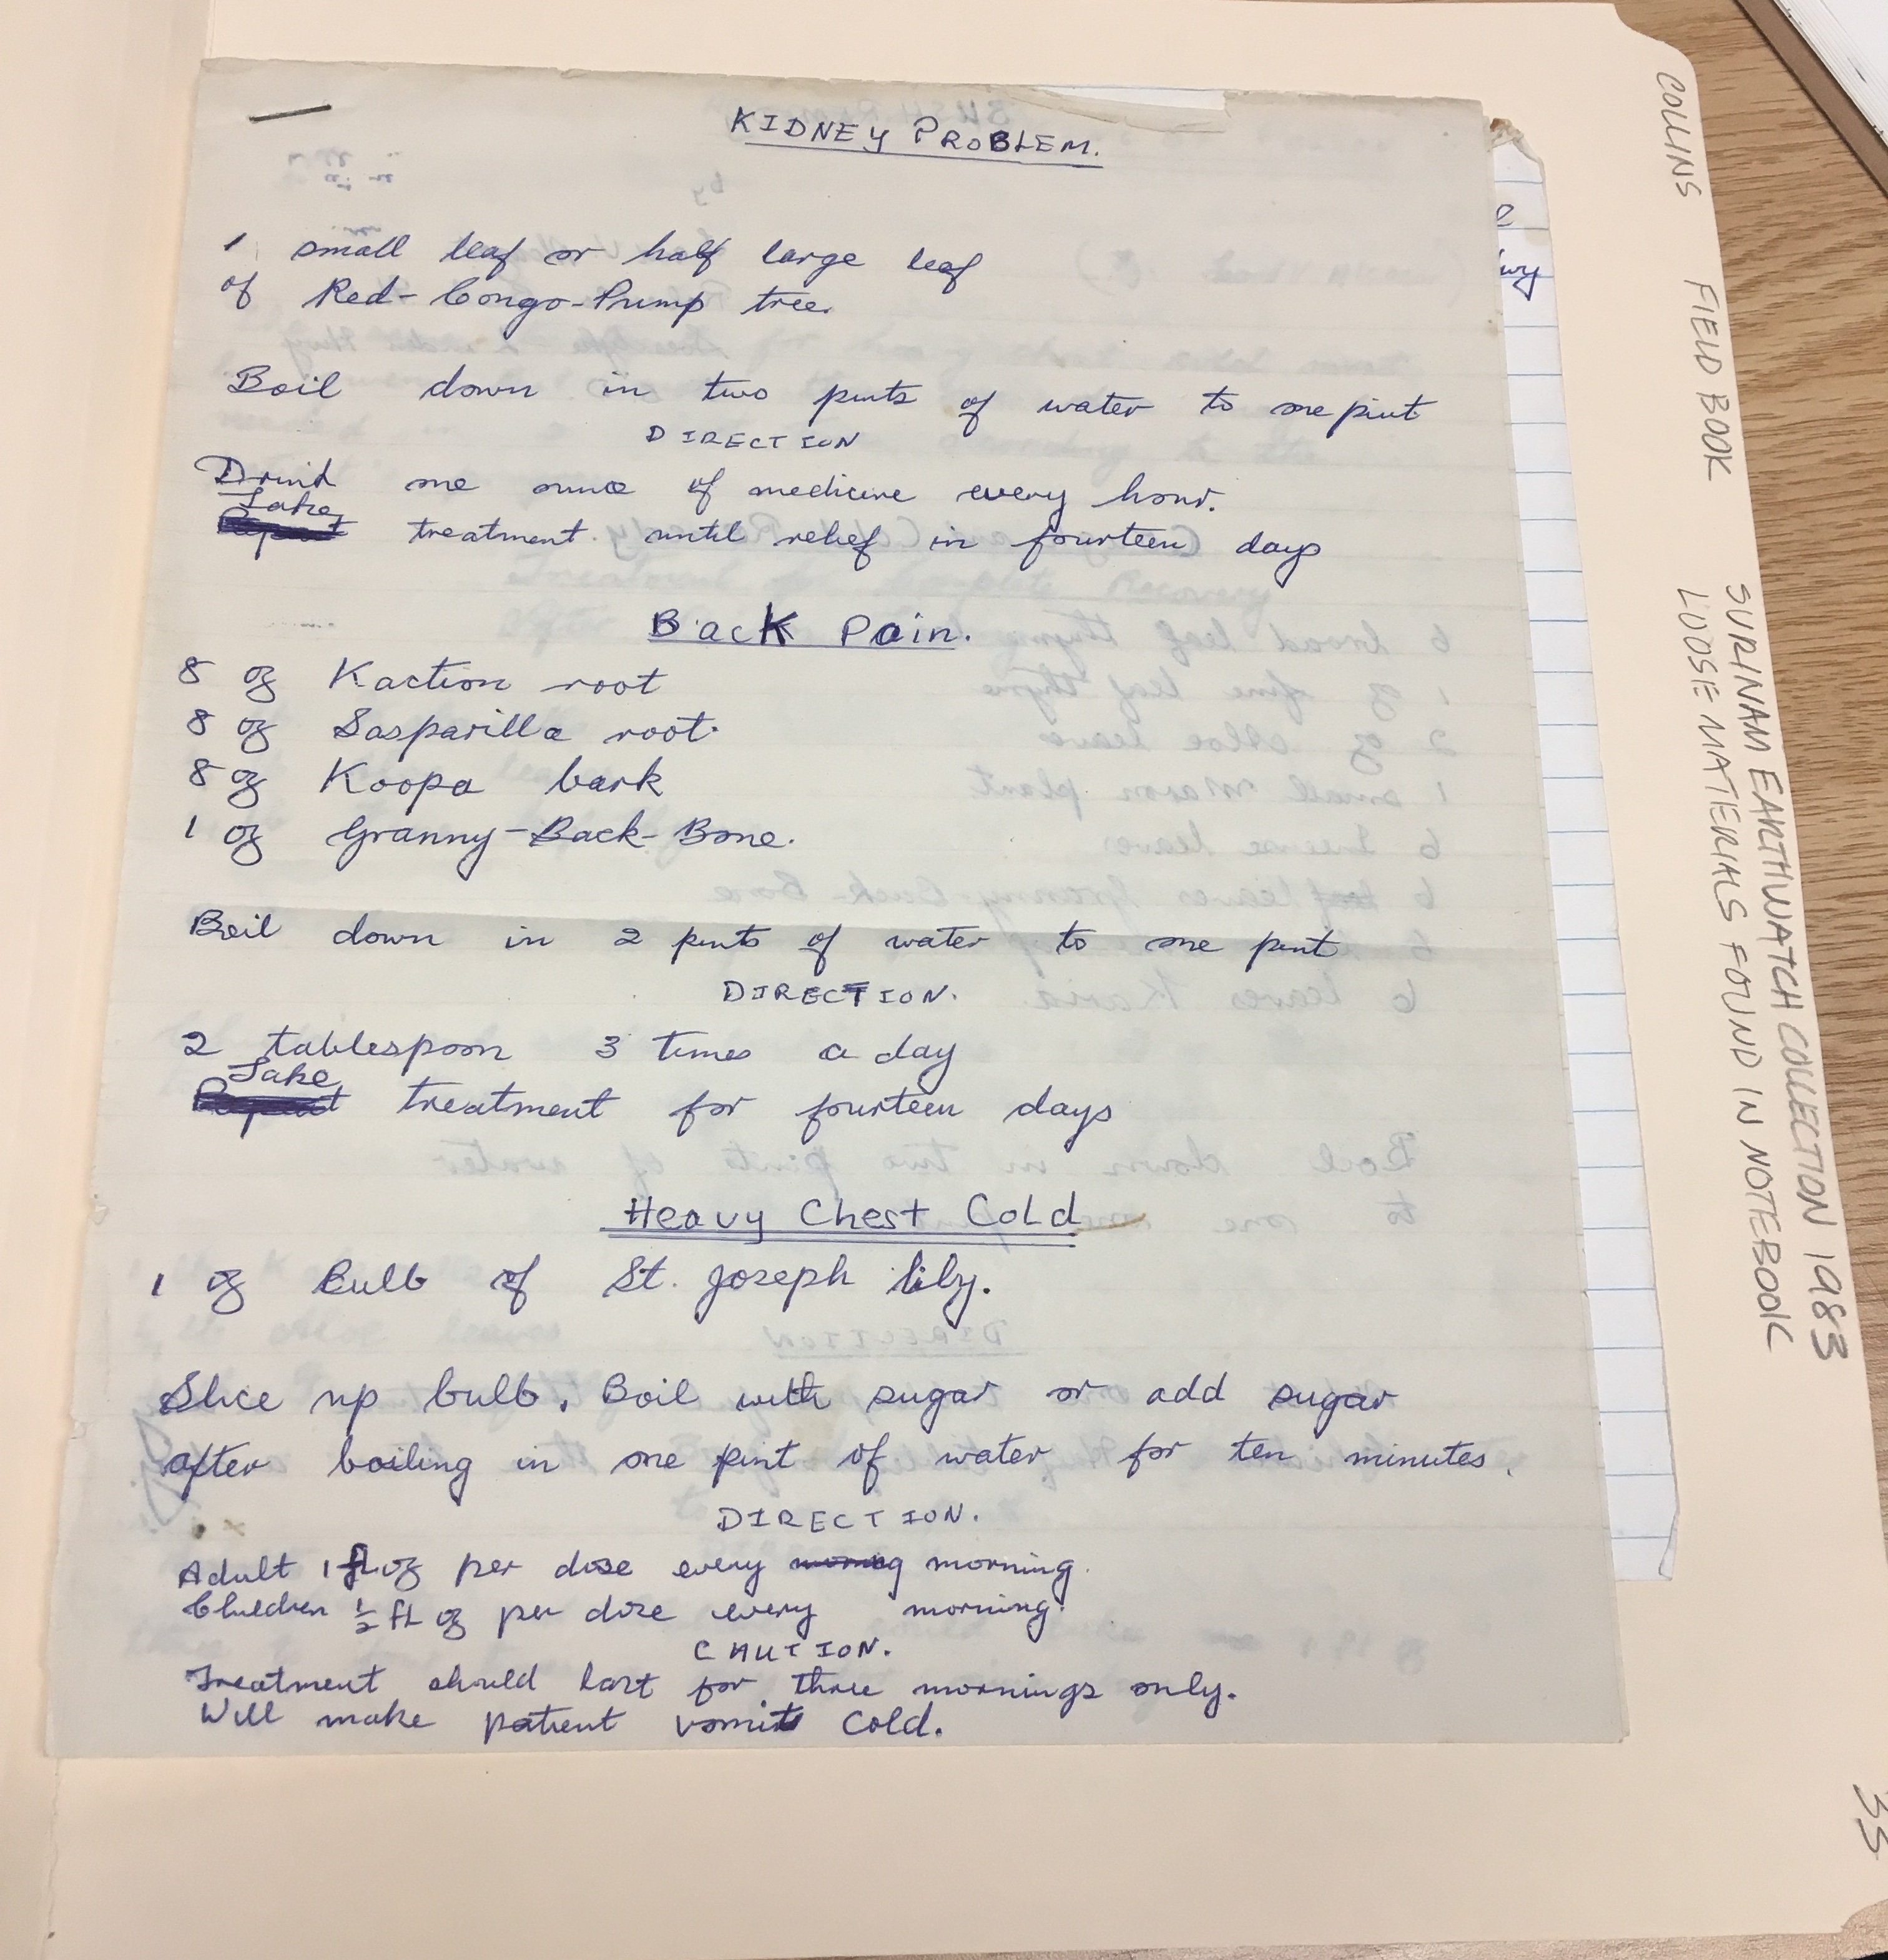 KIDNEY PROBLEM.
1 small leaf or half large leaf
of Red-Congo-Pump tree.
Boil down in two pints of water to one pint
DIRECTION
Drink one ounce of medicine every hour.
Take
treatment. until relief in fourteen days
Back Pain.
8 oz Kaction root
8 oz Sasparilla root.
8 oz Koopa bark
1 oz Granny-Back-Bone.
Boil down in 2 pints of water to one pint
DIRECTION.
2 tablespoon 3 times a day
Take
Repeat treatment for fourteen days
Heavy Chest Cold
1 oz Bulb of St. Joseph lily.
Slice up bulb. Boil with sugar or add sugar
after boiling in one pint of water for ten minutes.
DIRECTION.
Adult 1 fl oz per dose every morning.
Children 1/2 fl oz per dose every morning.
CAUTION.
Treatment should last for three mornings only.
Will make patient vomit cold.
COLLINS FIELD BOOK
SURINAM EARTHWATCH COLLECTION 1983
LOOSE MATERIALS FOUND IN NOTEBOOK
35